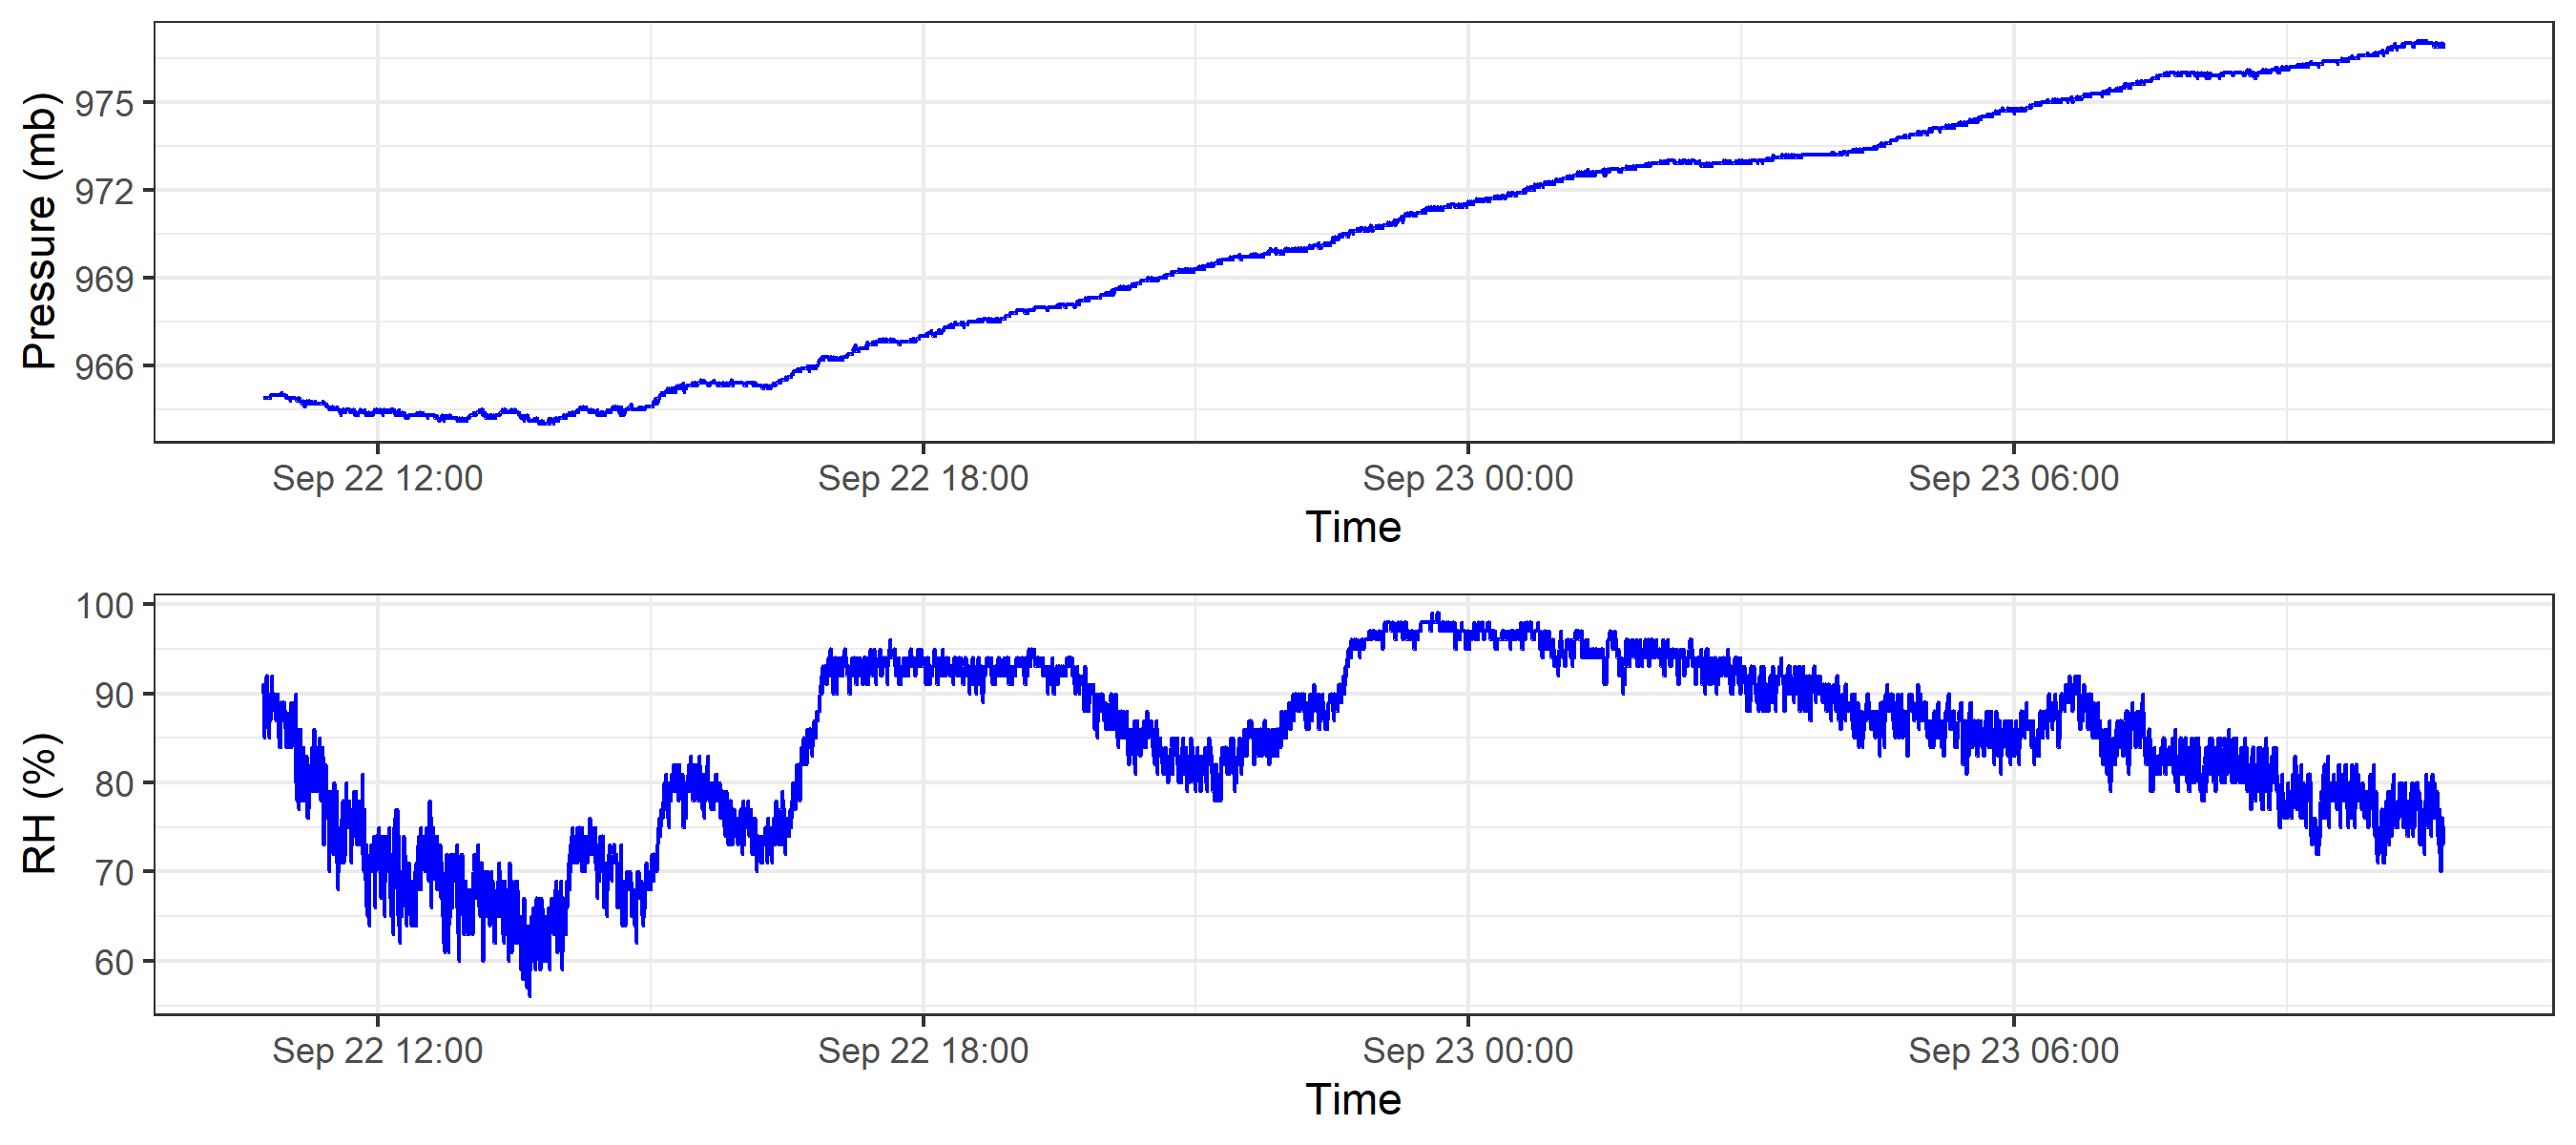 Pressure (mb)
975
972
969
966
Sep 22 12:00
Sep 22 18:00
Sep 23 00:00
Sep 23 06:00
Time
RH (%)
100
90
80
70
60
Sep 22 12:00
Sep 22 18:00
Sep 23 00:00
Sep 23 06:00
Time